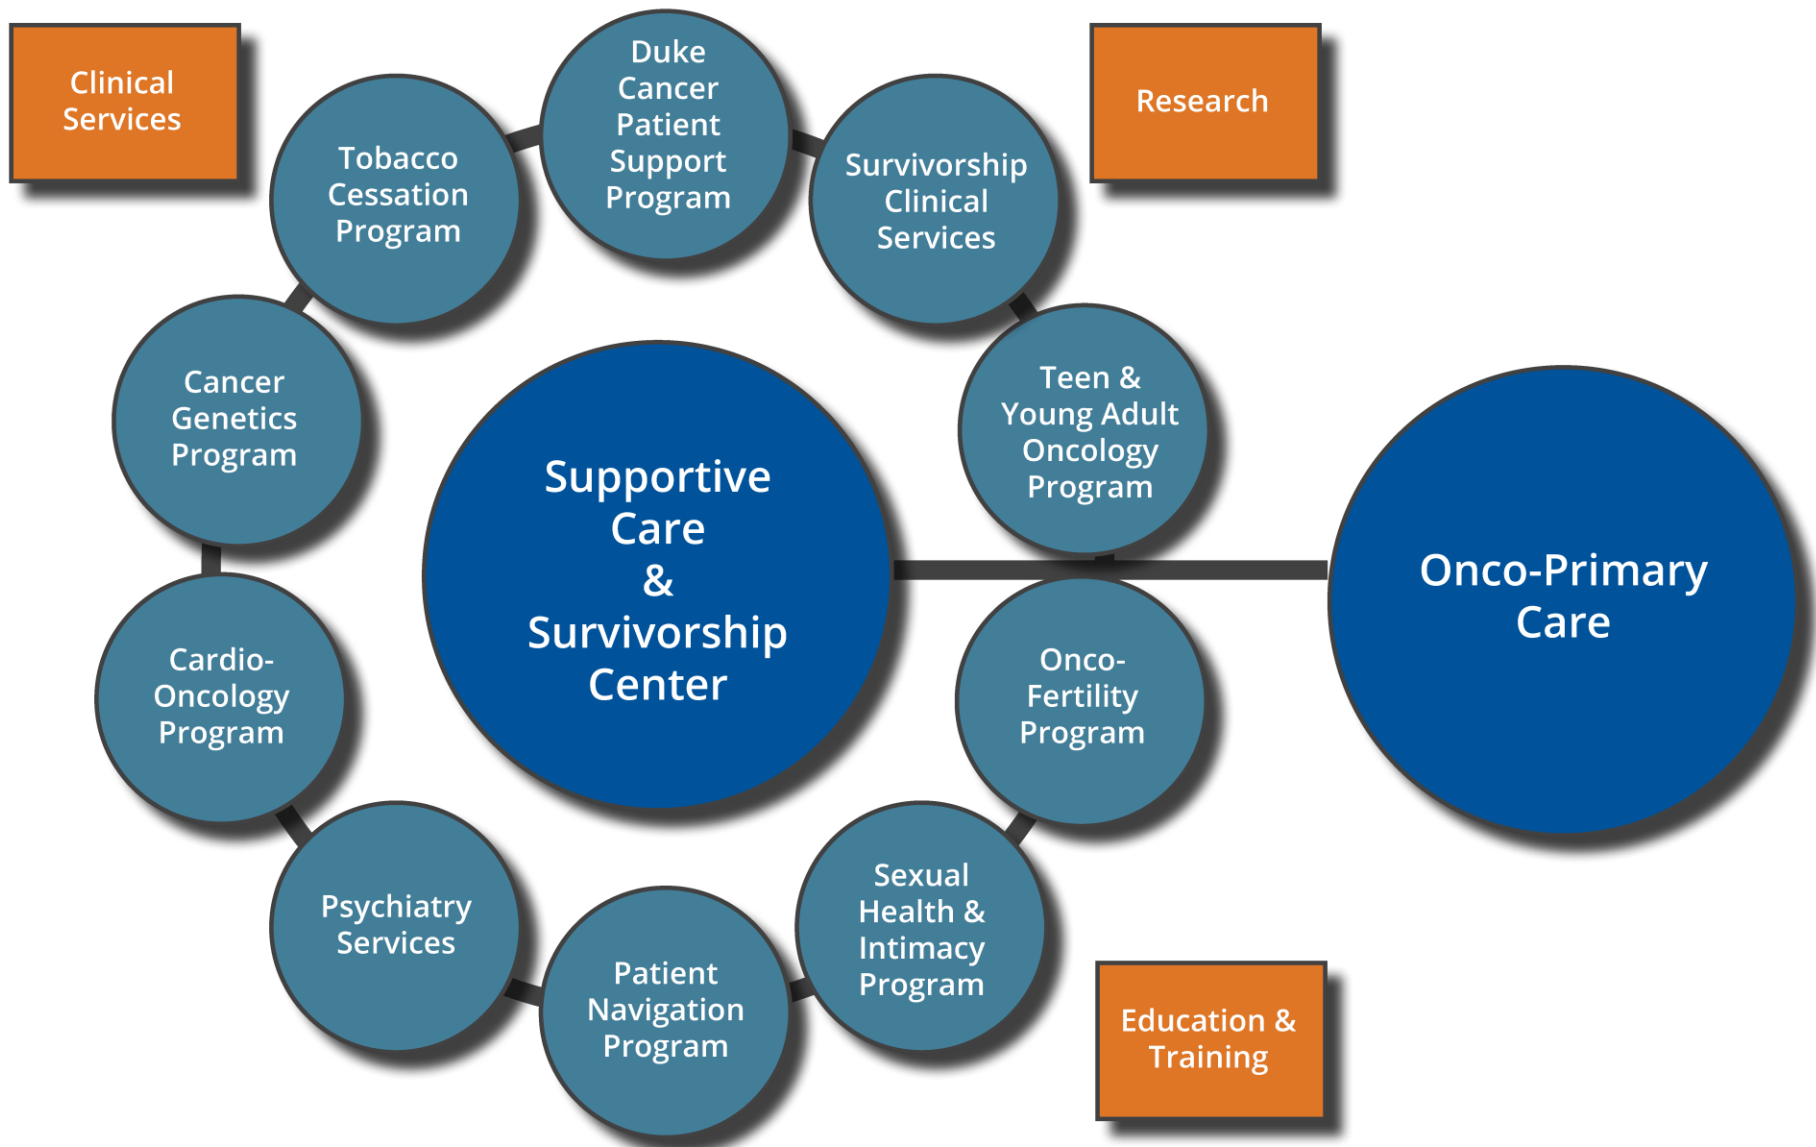 Clinical
Services
Duke
Cancer
Patient
Support
Program
Research
Tobacco
Cessation
Program
Survivorship
Clinical
Services
Cancer
Genetics
Program
Teen &
Young Adult
Oncology
Program
Supportive
Care
&
Survivorship
Center
Onco-Primary
Care
Cardio-
Oncology
Program
Onco-
Fertility
Program
Psychiatry
Services
Sexual
Health &
Intimacy
Program
Patient
Navigation
Program
Education &
Training